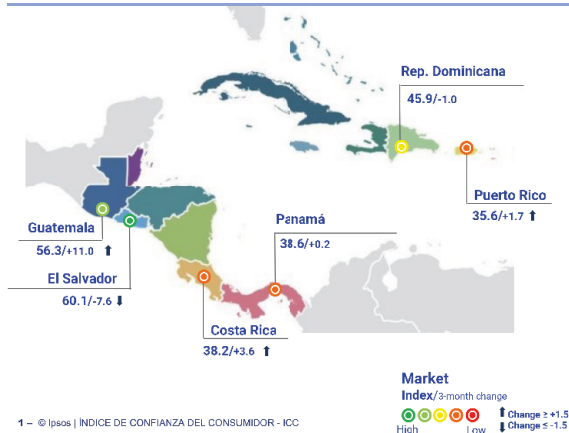 Rep. Dominicana
45.9/-1.0
Puerto Rico
35.6/+1.7
Guatemala
56.3/+11.0
Panamá
38.6/+0.2
El Salvador
60.1/-7.6
Costa Rica
38.2/+3.6
Market
Index/3-month change
High Low
Change ≥ +1.5
Change ≤ -1.5
1 – © Ipsos | ÍNDICE DE CONFIANZA DEL CONSUMIDOR - ICC